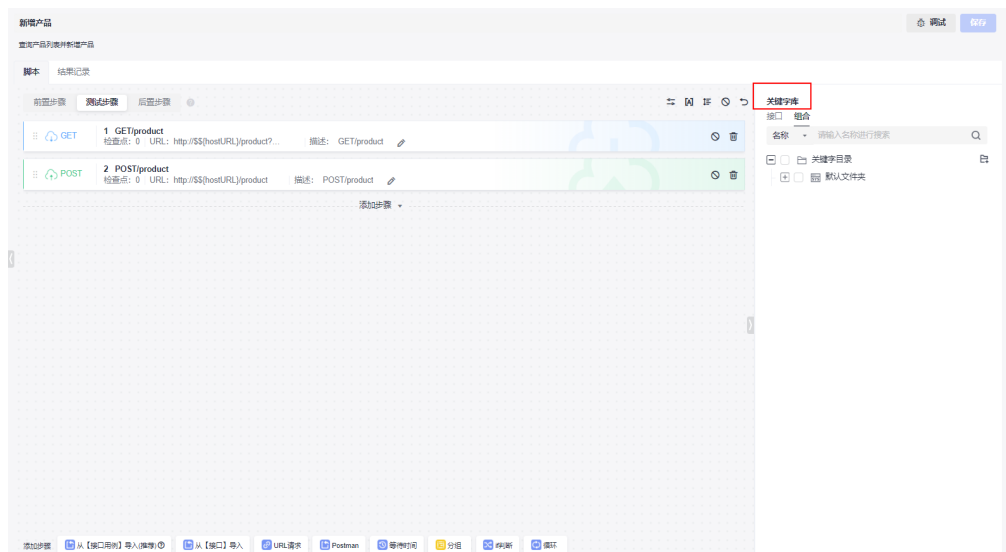 新增产品
调试 保存
查询产品列表并新增产品
脚本 结果记录
前置步骤 测试步骤 后置步骤
关键字库
接口 组合
GET 1 GET/product
检查点: 0 URL: http://$${hostURL}/product?... 描述: GET/product
名称 请输入名称进行搜索
关键字目录
POST 2 POST/product
检查点: 0 URL: http://$${hostURL}/product 描述: POST/product
默认文件夹
添加步骤
添加步骤 从【接口用例】导入(推荐) 从【接口】导入 URL请求 Postman 等待时间 分组 if判断 循环